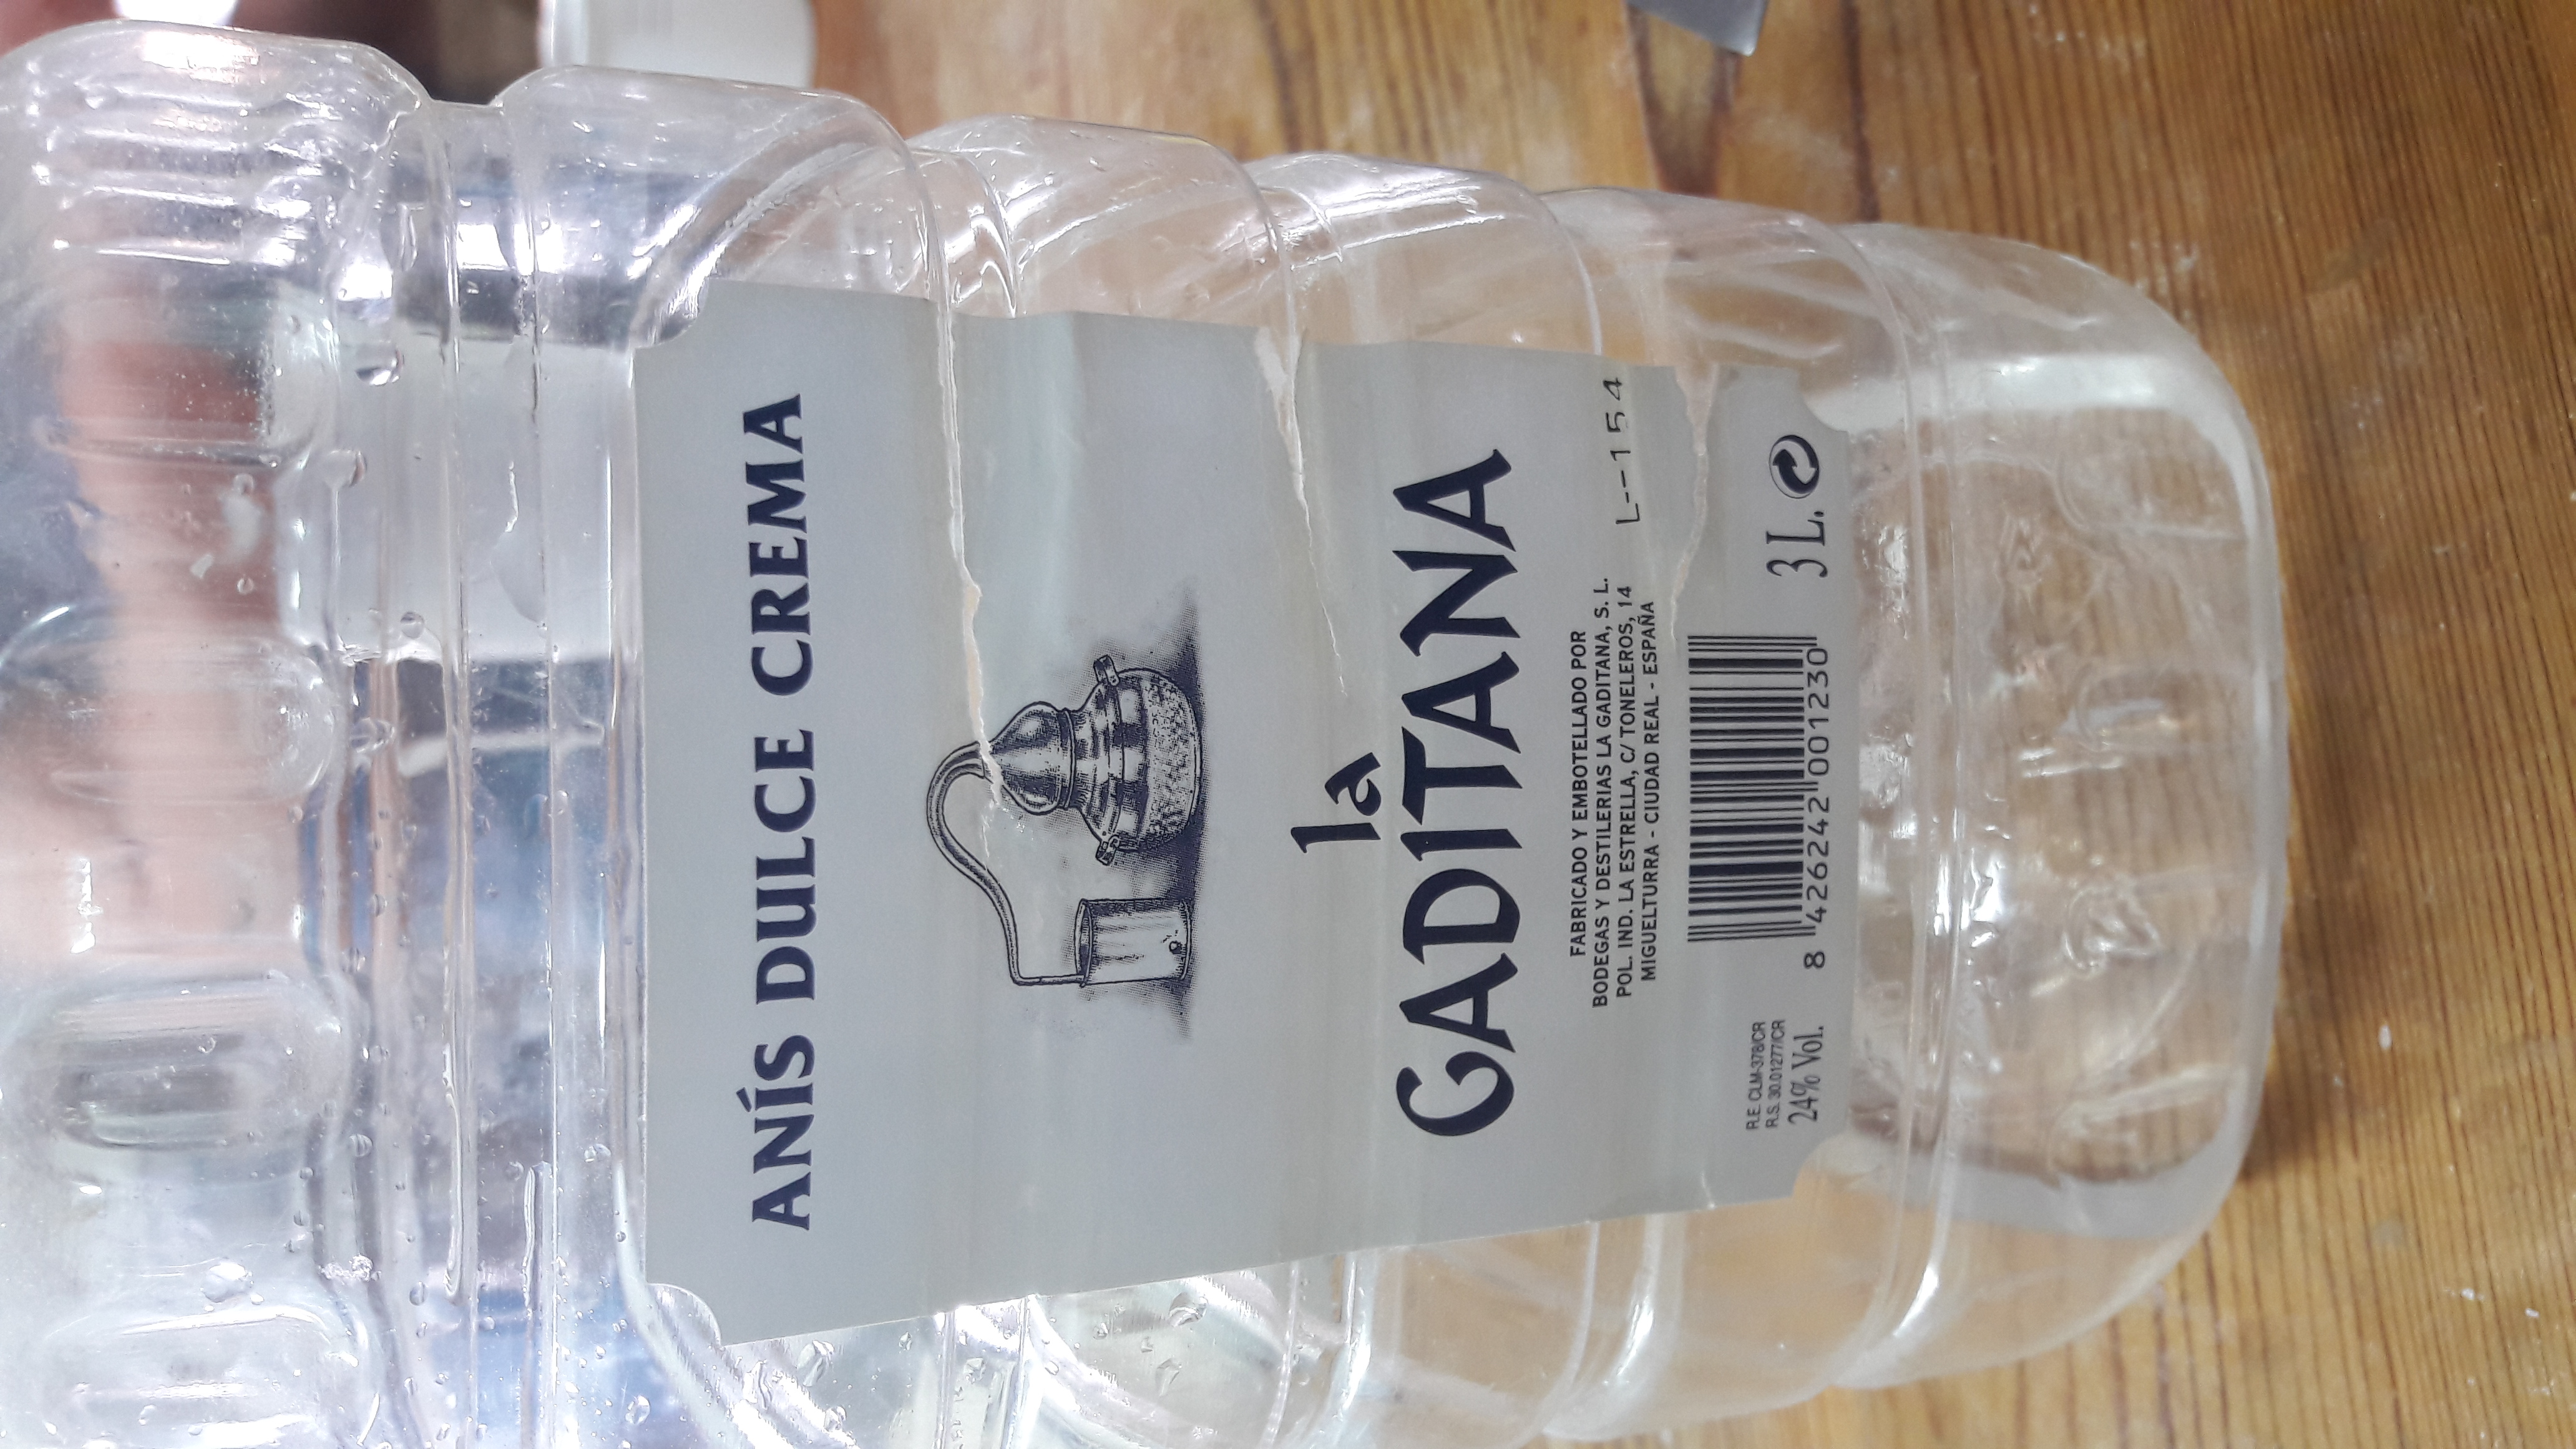 ANÍS DULCE CREMA
la
GADITANA
FABRICADO Y EMBOTELLADO POR
BODEGAS Y DESTILERIAS LA GADITANA, S. L.
POL. IND. LA ESTRELLA, C/ TONELEROS, 14
MIGUELTURRA - CIUDAD REAL - ESPAÑA
L--154
R.E. CLM-378/CR
R.S. 30.01277/CR
24% Vol.
8 426242 001230
3 L.